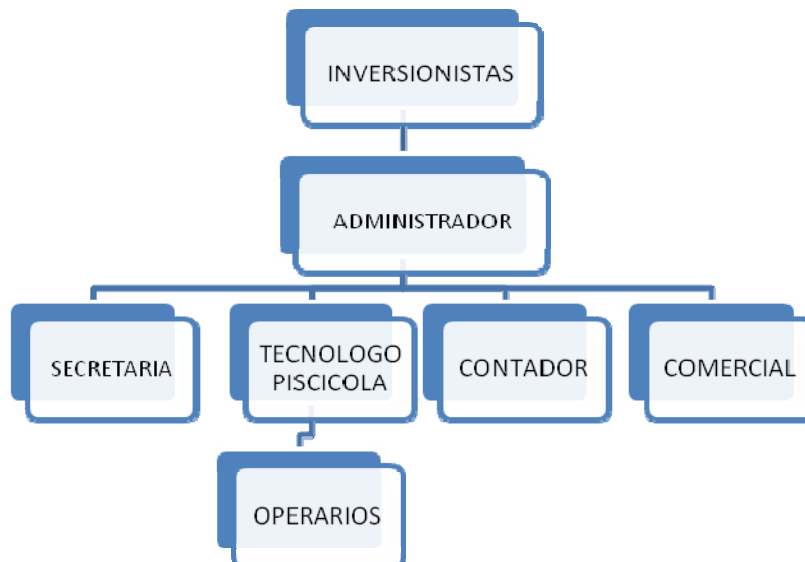 INVERSIONISTAS
ADMINISTRADOR
SECRETARIA
TECNOLOGO
PISCICOLA
CONTADOR
COMERCIAL
OPERARIOS